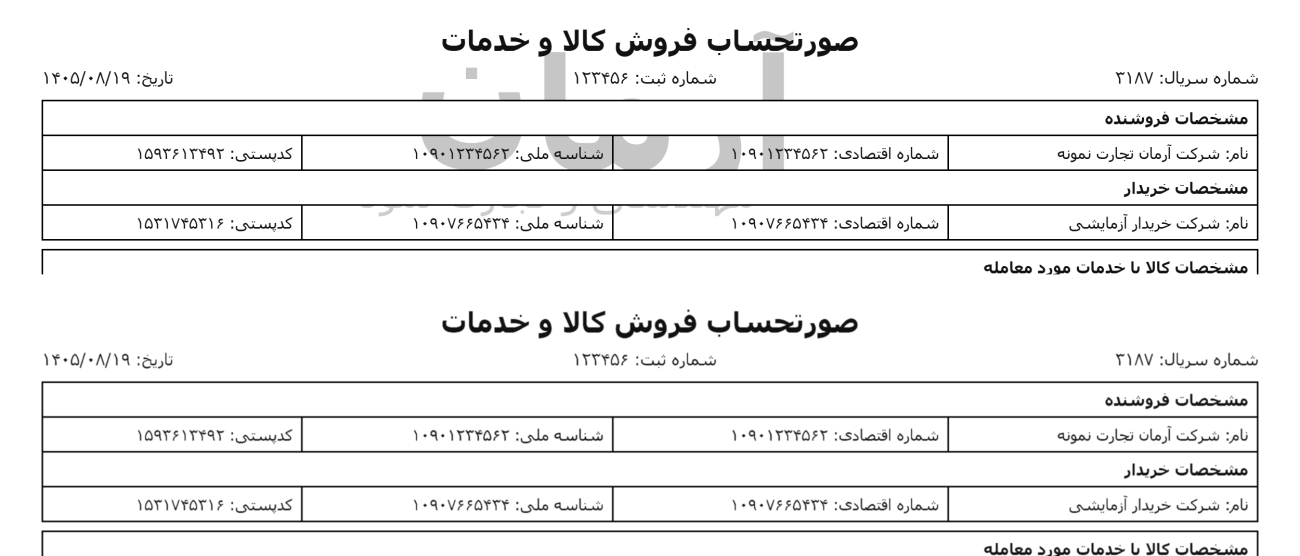 صورتحساب فروش کالا و خدمات
شماره سریال: ۳۱۸۷ شماره ثبت: ۱۲۳۴۵۶ تاریخ: ۱۴۰۵/۰۸/۱۹
آرمان
مشخصات فروشنده
نام: شرکت آرمان تجارت نمونه شماره اقتصادی: ۱۰۹۰۱۲۳۴۵۶۲ شناسه ملی: ۱۰۹۰۱۲۳۴۵۶۲ کدپستی: ۱۵۹۳۶۱۳۴۹۲
مشخصات خریدار
نام: شرکت خریدار آزمایشی شماره اقتصادی: ۱۰۹۰۷۶۶۵۴۳۴ شناسه ملی: ۱۰۹۰۷۶۶۵۴۳۴ کدپستی: ۱۵۳۱۷۴۵۳۱۶
مشخصات کالا یا خدمات مورد معامله
صورتحساب فروش کالا و خدمات
شماره سریال: ۳۱۸۷ شماره ثبت: ۱۲۳۴۵۶ تاریخ: ۱۴۰۵/۰۸/۱۹
مشخصات فروشنده
نام: شرکت آرمان تجارت نمونه شماره اقتصادی: ۱۰۹۰۱۲۳۴۵۶۲ شناسه ملی: ۱۰۹۰۱۲۳۴۵۶۲ کدپستی: ۱۵۹۳۶۱۳۴۹۲
مشخصات خریدار
نام: شرکت خریدار آزمایشی شماره اقتصادی: ۱۰۹۰۷۶۶۵۴۳۴ شناسه ملی: ۱۰۹۰۷۶۶۵۴۳۴ کدپستی: ۱۵۳۱۷۴۵۳۱۶
مشخصات کالا یا خدمات مورد معامله